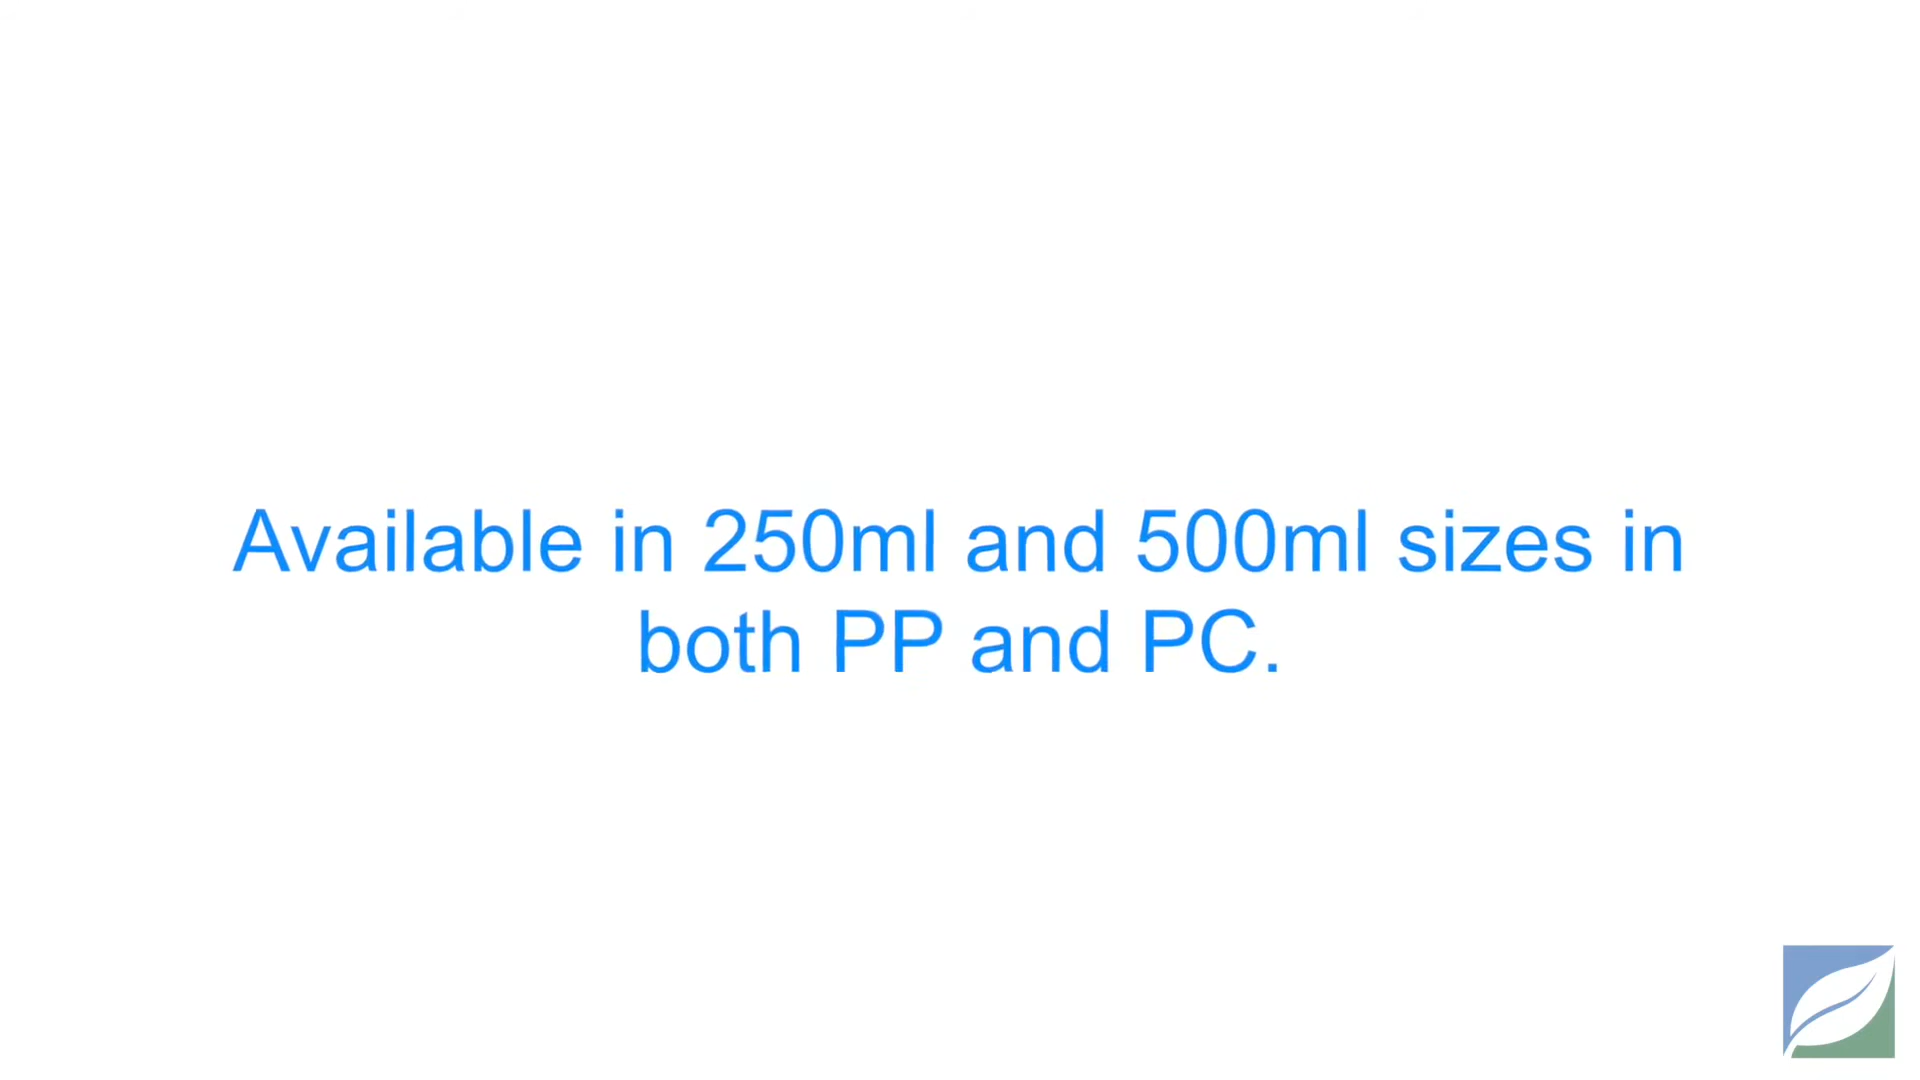 Available in 250ml and 500ml sizes in
both PP and PC.